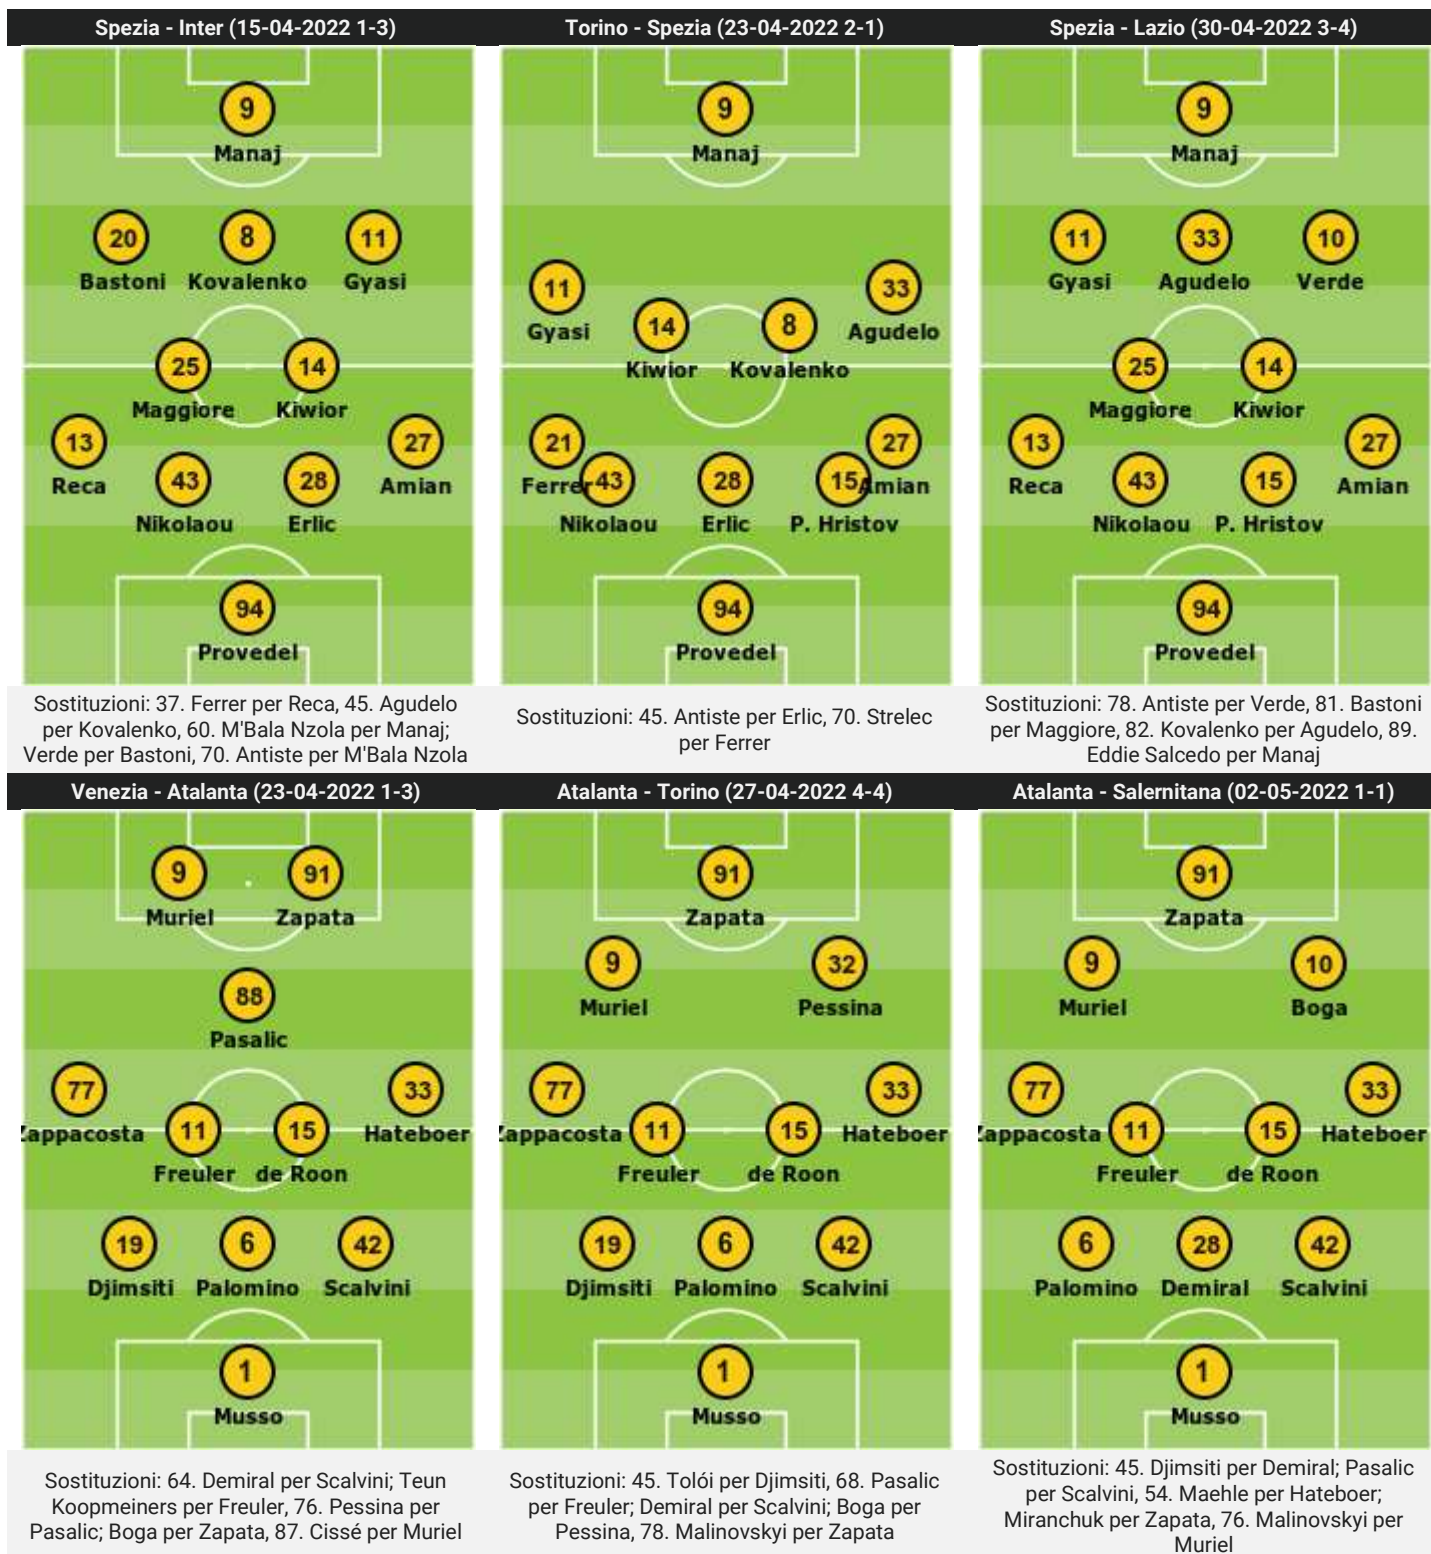 Spezia - Inter (15-04-2022 1-3)
9
Manaj
20 8 11
Bastoni Kovalenko Gyasi
25 14
Maggiore Kiwior
13 27
Reca Amian
43 28
Nikolaou Erlic
94
Provedel
Sostituzioni: 37. Ferrer per Reca, 45. Agudelo
per Kovalenko, 60. M'Bala Nzola per Manaj;
Verde per Bastoni, 70. Antiste per M'Bala Nzola
Torino - Spezia (23-04-2022 2-1)
9
Manaj
11 33
Gyasi Agudelo
14 8
Kiwior Kovalenko
21 27
Ferrer Amian
43 28 15
Nikolaou Erlic P. Hristov
94
Provedel
Sostituzioni: 45. Antiste per Erlic, 70. Strelec
per Ferrer
Spezia - Lazio (30-04-2022 3-4)
9
Manaj
11 33 10
Gyasi Agudelo Verde
25 14
Maggiore Kiwior
13 27
Reca Amian
43 15
Nikolaou P. Hristov
94
Provedel
Sostituzioni: 78. Antiste per Verde, 81. Bastoni
per Maggiore, 82. Kovalenko per Agudelo, 89.
Eddie Salcedo per Manaj
Venezia - Atalanta (23-04-2022 1-3)
9 91
Muriel Zapata
88
Pasalic
77 33
Zappacosta Hateboer
11 15
Freuler de Roon
19 6 42
Djimsiti Palomino Scalvini
1
Musso
Sostituzioni: 64. Demiral per Scalvini; Teun
Koopmeiners per Freuler, 76. Pessina per
Pasalic; Boga per Zapata, 87. Cissé per Muriel
Atalanta - Torino (27-04-2022 4-4)
91
Zapata
9 32
Muriel Pessina
77 33
Zappacosta Hateboer
11 15
Freuler de Roon
19 6 42
Djimsiti Palomino Scalvini
1
Musso
Sostituzioni: 45. Tolói per Djimsiti, 68. Pasalic
per Freuler; Demiral per Scalvini; Boga per
Pessina, 78. Malinovskyi per Zapata
Atalanta - Salernitana (02-05-2022 1-1)
91
Zapata
9 10
Muriel Boga
77 33
Zappacosta Hateboer
11 15
Freuler de Roon
6 28 42
Palomino Demiral Scalvini
1
Musso
Sostituzioni: 45. Djimsiti per Demiral; Pasalic
per Scalvini, 54. Maehle per Hateboer;
Miranchuk per Zapata, 76. Malinovskyi per
Muriel